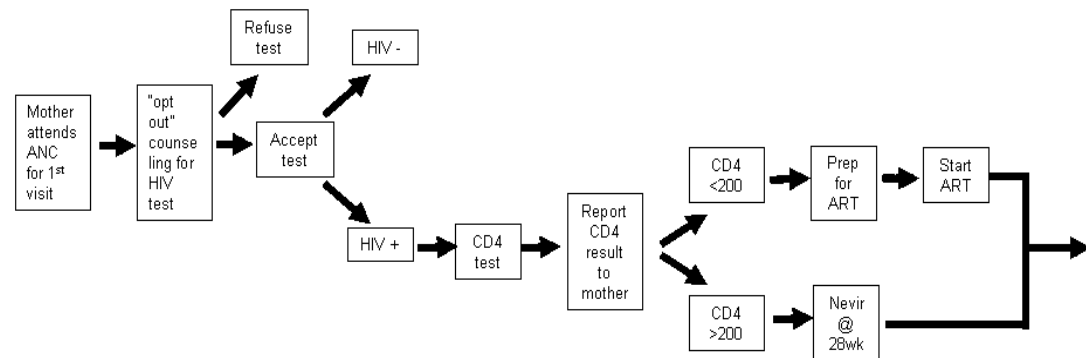 Mother
attends
ANC
for 1st
visit
"opt
out"
counse
ling for
HIV
test
Refuse
test
Accept
test
HIV -
HIV +
CD4
test
Report
CD4
result
to
mother
CD4
<200
Prep
for
ART
Start
ART
CD4
>200
Nevir
@
28wk